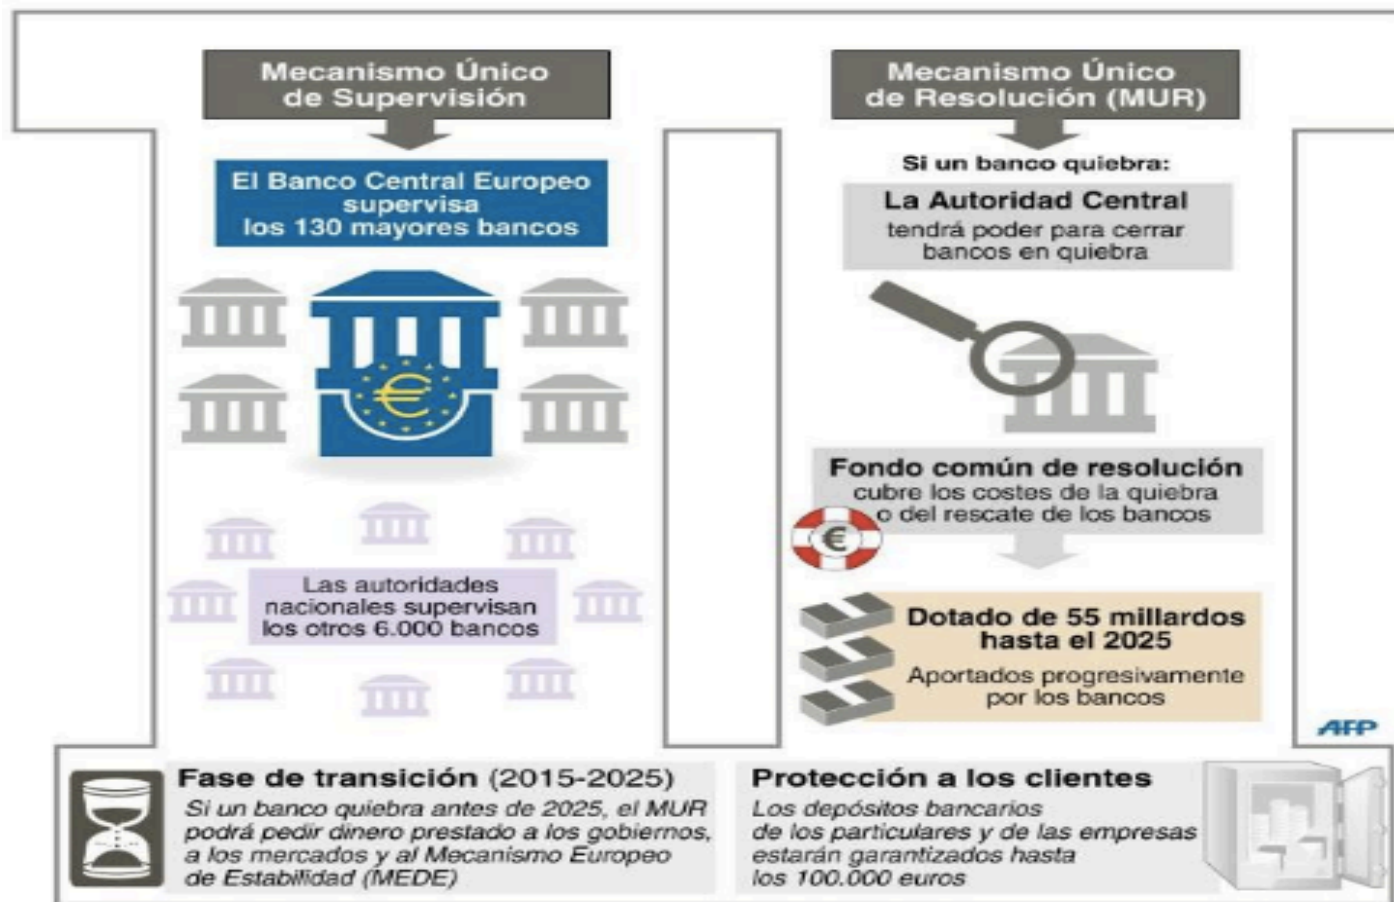 Mecanismo Único
de Supervisión
El Banco Central Europeo
supervisa
los 130 mayores bancos
€
Las autoridades
nacionales supervisan
los otros 6.000 bancos
Mecanismo Único
de Resolución (MUR)
Si un banco quiebra:
La Autoridad Central
tendrá poder para cerrar
bancos en quiebra
Fondo común de resolución
cubre los costes de la quiebra
o del rescate de los bancos
€
Dotado de 55 millardos
hasta el 2025
Aportados progresivamente
por los bancos
AFP
Fase de transición (2015-2025)
Si un banco quiebra antes de 2025, el MUR
podrá pedir dinero prestado a los gobiernos,
a los mercados y al Mecanismo Europeo
de Estabilidad (MEDE)
Protección a los clientes
Los depósitos bancarios
de los particulares y de las empresas
estarán garantizados hasta
los 100.000 euros